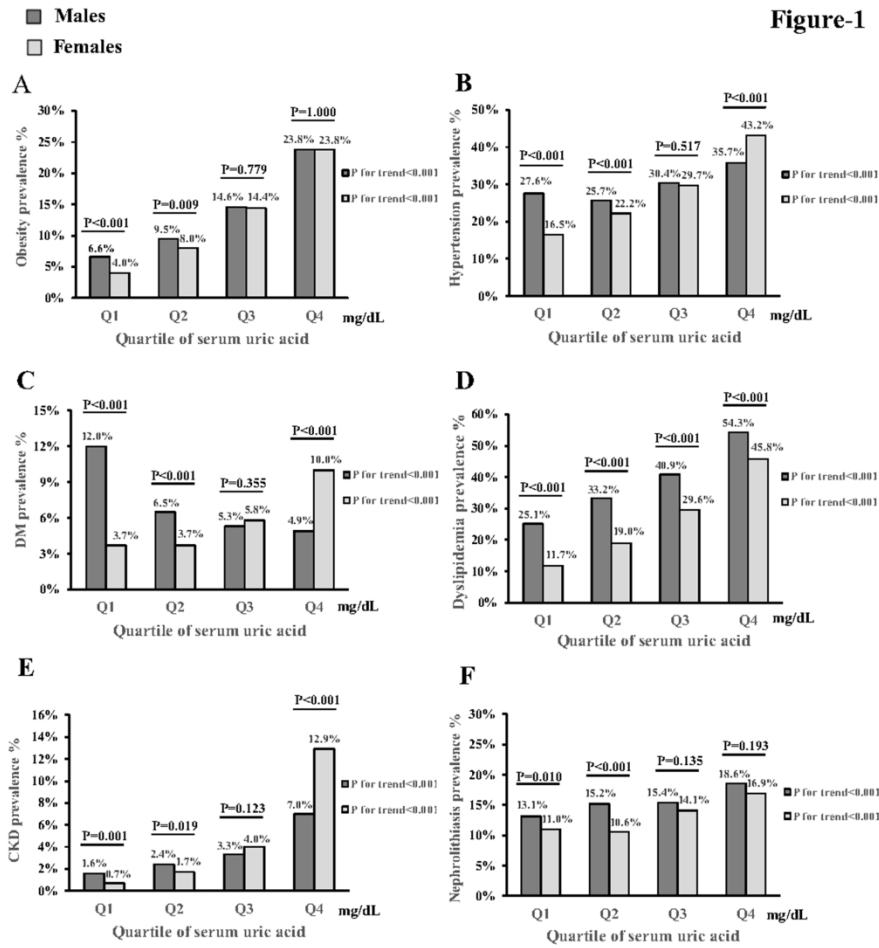 Males
Females
Figure-1
A
Obesity prevalence %
30%
25%
20%
15%
10%
5%
0%
P<0.001
6.6%
4.0%
P=0.009
9.5%
8.0%
P=0.779
14.6%
14.4%
P=1.000
23.8%
23.8%
P for trend<0.001
P for trend<0.001
Q1
Q2
Q3
Q4
mg/dL
Quartile of serum uric acid
B
Hypertension prevalence %
50%
40%
30%
20%
10%
0%
P<0.001
27.6%
16.5%
P<0.001
25.7%
22.2%
P=0.517
30.4%
29.7%
P<0.001
35.7%
43.2%
P for trend<0.001
P for trend<0.001
Q1
Q2
Q3
Q4
mg/dL
Quartile of serum uric acid
C
DM prevalence %
15%
12%
9%
6%
3%
0%
P<0.001
12.0%
3.7%
P<0.001
6.5%
3.7%
P=0.355
5.3%
5.8%
P<0.001
4.9%
10.0%
P for trend<0.001
P for trend<0.001
Q1
Q2
Q3
Q4
mg/dL
Quartile of serum uric acid
D
Dyslipidemia prevalence %
60%
50%
40%
30%
20%
10%
0%
P<0.001
25.1%
11.7%
P<0.001
33.2%
19.0%
P<0.001
40.9%
29.6%
P<0.001
54.3%
45.8%
P for trend<0.001
P for trend<0.001
Q1
Q2
Q3
Q4
mg/dL
Quartile of serum uric acid
E
CKD prevalence %
16%
14%
12%
10%
8%
6%
4%
2%
0%
P=0.001
1.6%
0.7%
P=0.019
2.4%
1.7%
P=0.123
3.3%
4.0%
P<0.001
7.0%
12.9%
P for trend<0.001
P for trend<0.001
Q1
Q2
Q3
Q4
mg/dL
Quartile of serum uric acid
F
Nephrolithiasis prevalence %
30%
25%
20%
15%
10%
5%
0%
P=0.010
13.1%
11.0%
P<0.001
15.2%
10.6%
P=0.135
15.4%
14.1%
P=0.193
18.6%
16.9%
P for trend<0.001
P for trend<0.001
Q1
Q2
Q3
Q4
mg/dL
Quartile of serum uric acid